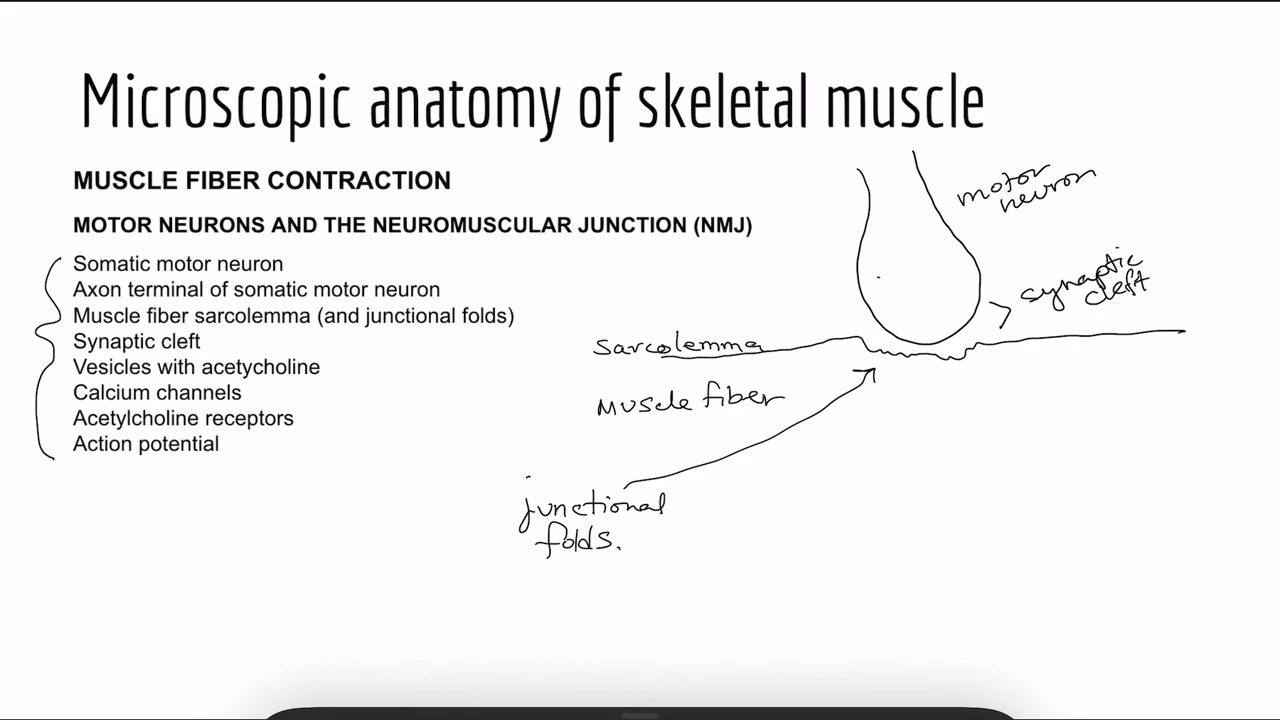 Microscopic anatomy of skeletal muscle
MUSCLE FIBER CONTRACTION
MOTOR NEURONS AND THE NEUROMUSCULAR JUNCTION (NMJ)
Somatic motor neuron
Axon terminal of somatic motor neuron
Muscle fiber sarcolemma (and junctional folds)
Synaptic cleft
Vesicles with acetycholine
Calcium channels
Acetylcholine receptors
Action potential
motor
neuron
synaptic
cleft
sarcolemma
Muscle fiber
junctional
folds.